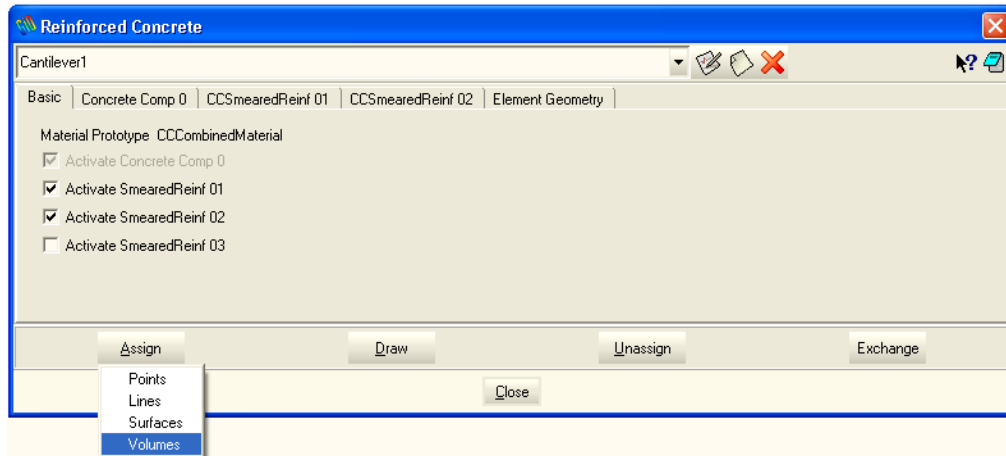 Reinforced Concrete
Cantilever1
Basic Concrete Comp 0 CCSmearedReinf 01 CCSmearedReinf 02 Element Geometry
Material Prototype CCCombinedMaterial
Activate Concrete Comp 0
Activate SmearedReinf 01
Activate SmearedReinf 02
Activate SmearedReinf 03
Assign Draw Unassign Exchange
Close
Points
Lines
Surfaces
Volumes